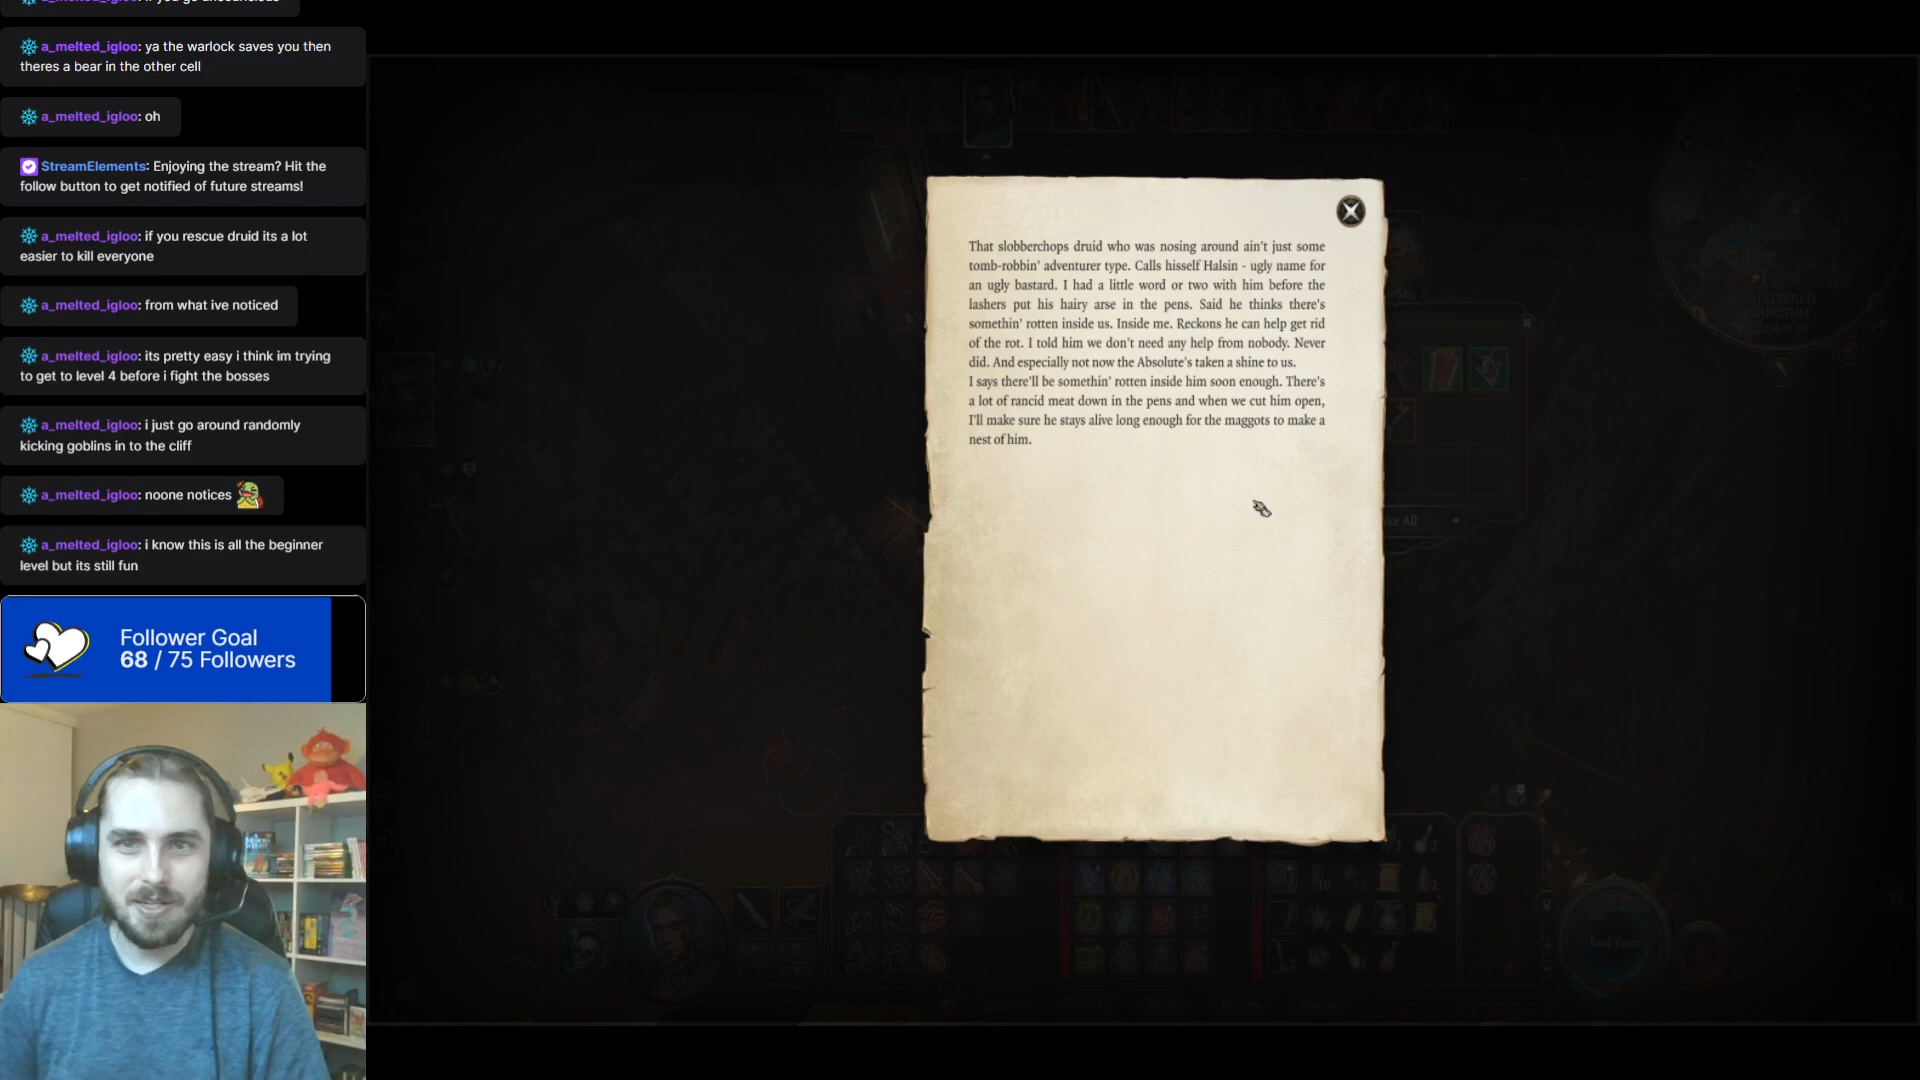 a_melted_igloo: if you go unconscious
a_melted_igloo: ya the warlock saves you then
theres a bear in the other cell
a_melted_igloo: oh
StreamElements: Enjoying the stream? Hit the
follow button to get notified of future streams!
a_melted_igloo: if you rescue druid its a lot
easier to kill everyone
a_melted_igloo: from what ive noticed
a_melted_igloo: its pretty easy i think im trying
to get to level 4 before i fight the bosses
a_melted_igloo: i just go around randomly
kicking goblins in to the cliff
a_melted_igloo: noone notices
a_melted_igloo: i know this is all the beginner
level but its still fun
Follower Goal
68 / 75 Followers
That slobberchops druid who was nosing around ain't just some
tomb-robbin' adventurer type. Calls hisself Halsin - ugly name for
an ugly bastard. I had a little word or two with him before the
lashers put his hairy arse in the pens. Said he thinks there's
somethin' rotten inside us. Inside me. Reckons he can help get rid
of the rot. I told him we don't need any help from nobody. Never
did. And especially not now the Absolute's taken a shine to us.
I says there'll be somethin' rotten inside him soon enough. There's
a lot of rancid meat down in the pens and when we cut him open,
I'll make sure he stays alive long enough for the maggots to make a
nest of him.
SHATTERED
SANCTUM
End Turn